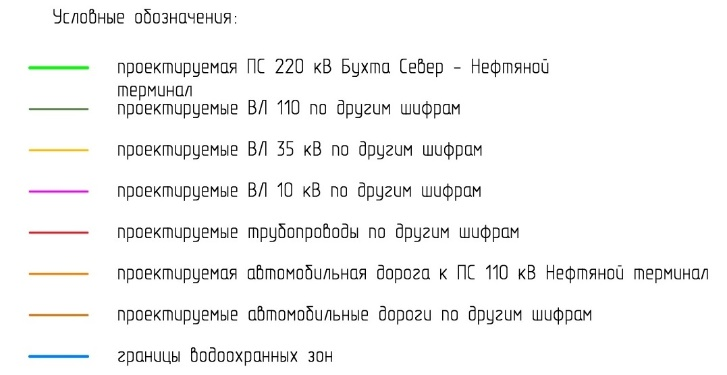 Условные обозначения:
проектируемая ПС 220 кВ Бухта Север - Нефтяной
терминал
проектируемые ВЛ 110 по другим шифрам
проектируемые ВЛ 35 кВ по другим шифрам
проектируемые ВЛ 10 кВ по другим шифрам
проектируемые трубопроводы по другим шифрам
проектируемая автомобильная дорога к ПС 110 кВ Нефтяной терминал
проектируемые автомобильные дороги по другим шифрам
границы водоохранных зон